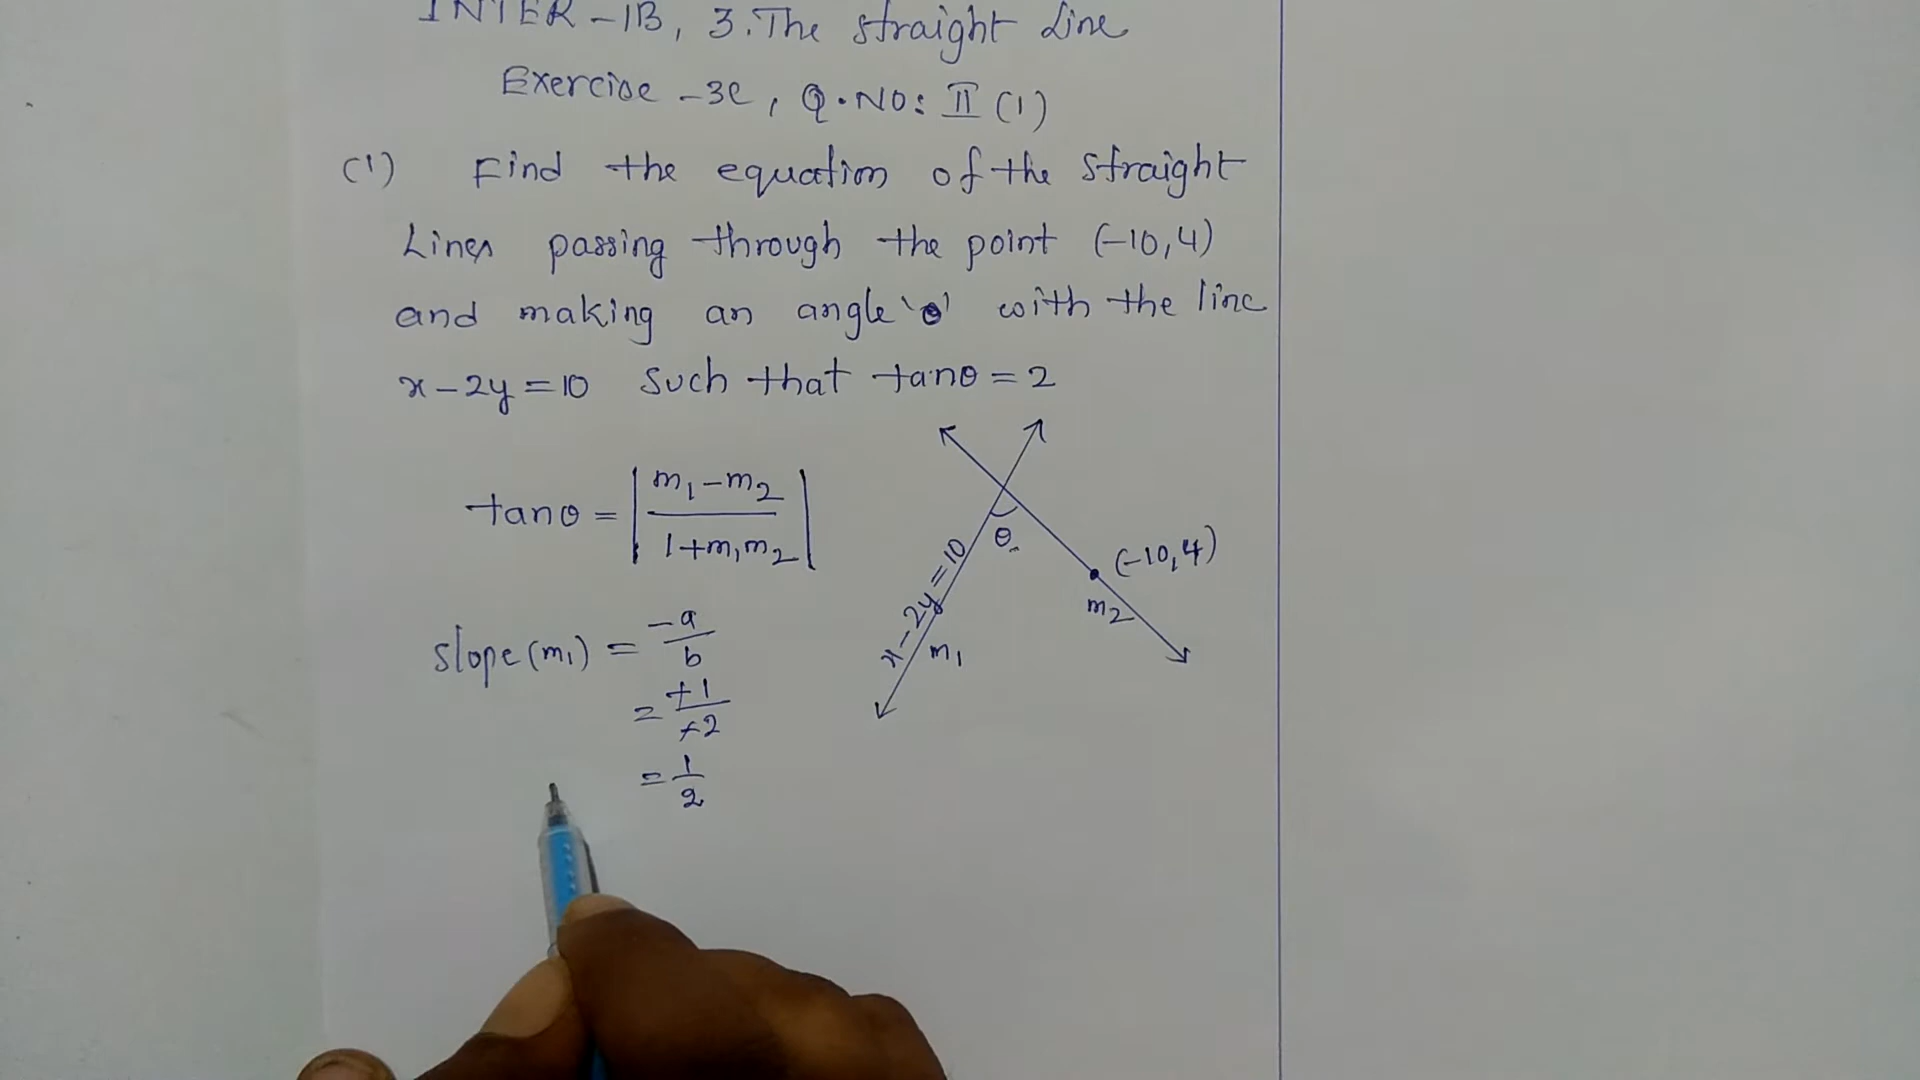 INTER-1B, 3.The straight Line
Exercise -3e, Q.NO: II (1)
(1) Find the equation of the straight
Lines passing through the point (-10,4)
and making an angle 'θ' with the line
x-2y=10 such that tanθ=2
tanθ = | m₁-m₂ / 1+m₁m₂ |
slope(m₁) = -a/b
= +1/+2
= 1/2
θ
(-10,4)
x-2y=10
m₁
m₂